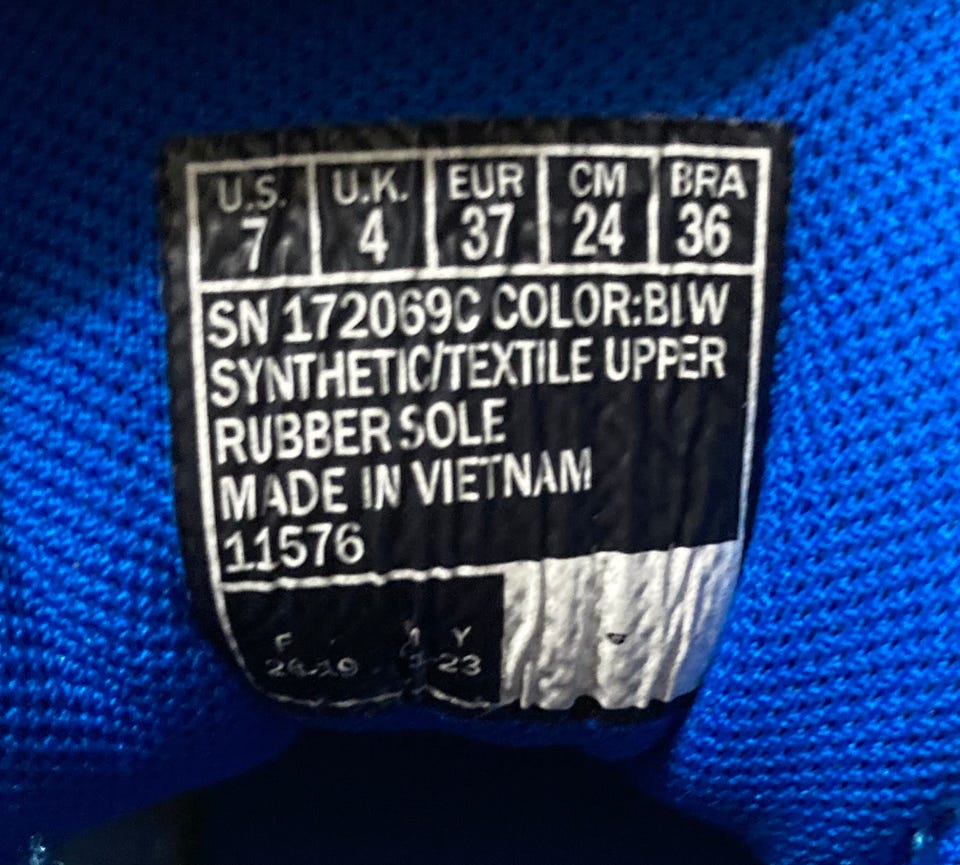 U.S. U.K. EUR CM BRA
7 4 37 24 36
SN 172069C COLOR:BIW
SYNTHETIC/TEXTILE UPPER
RUBBER SOLE
MADE IN VIETNAM
11576
F Y
23